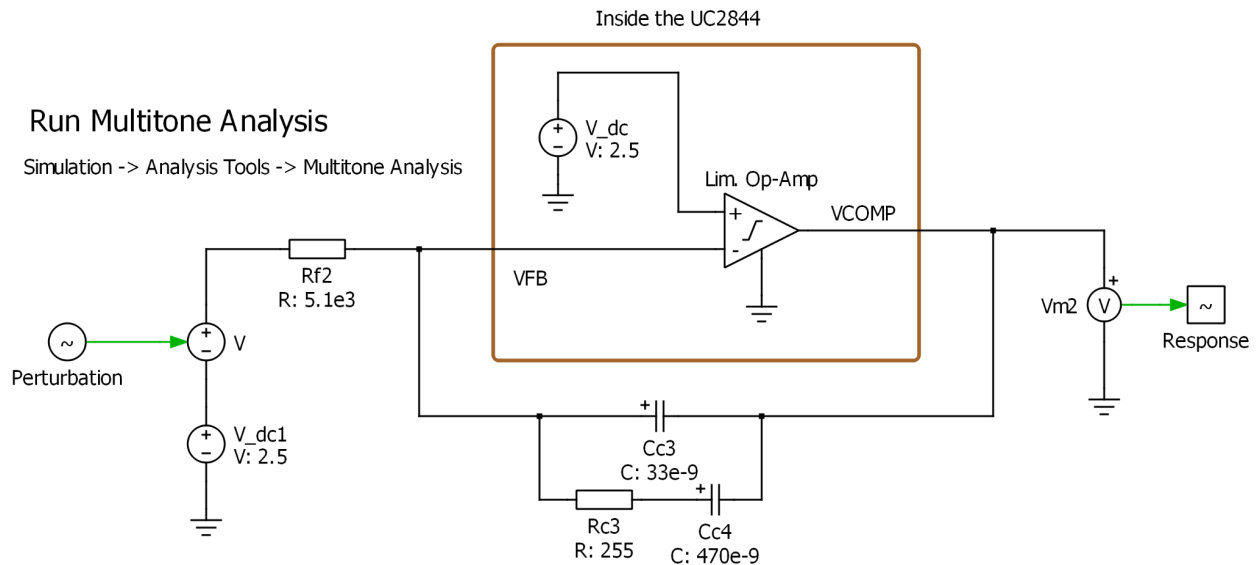 Inside the UC2844
Run Multitone Analysis
Simulation -> Analysis Tools -> Multitone Analysis
V_dc
V: 2.5
Lim. Op-Amp
+
-
VCOMP
VFB
Rf2
R: 5.1e3
~
Perturbation
V
V_dc1
V: 2.5
Vm2
V
~
Response
Cc3
C: 33e-9
Rc3
R: 255
Cc4
C: 470e-9